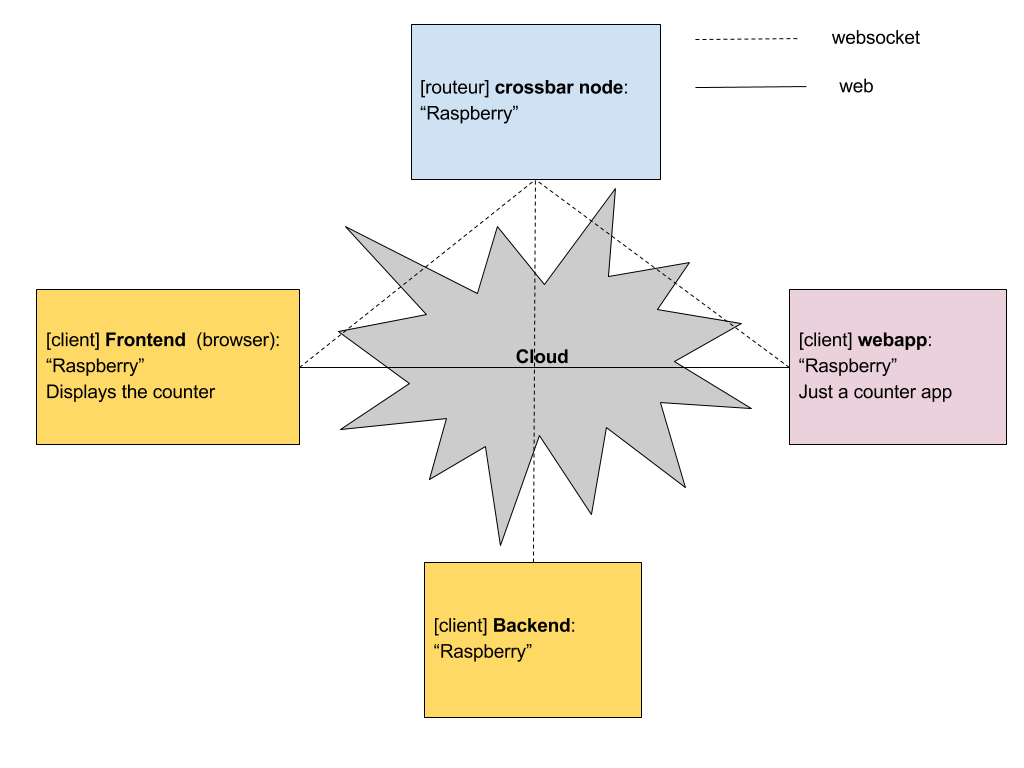 websocket
web
[routeur] crossbar node:
“Raspberry”
[client] Frontend  (browser):
“Raspberry”
Displays the counter
Cloud
[client] webapp:
“Raspberry”
Just a counter app
[client] Backend:
“Raspberry”